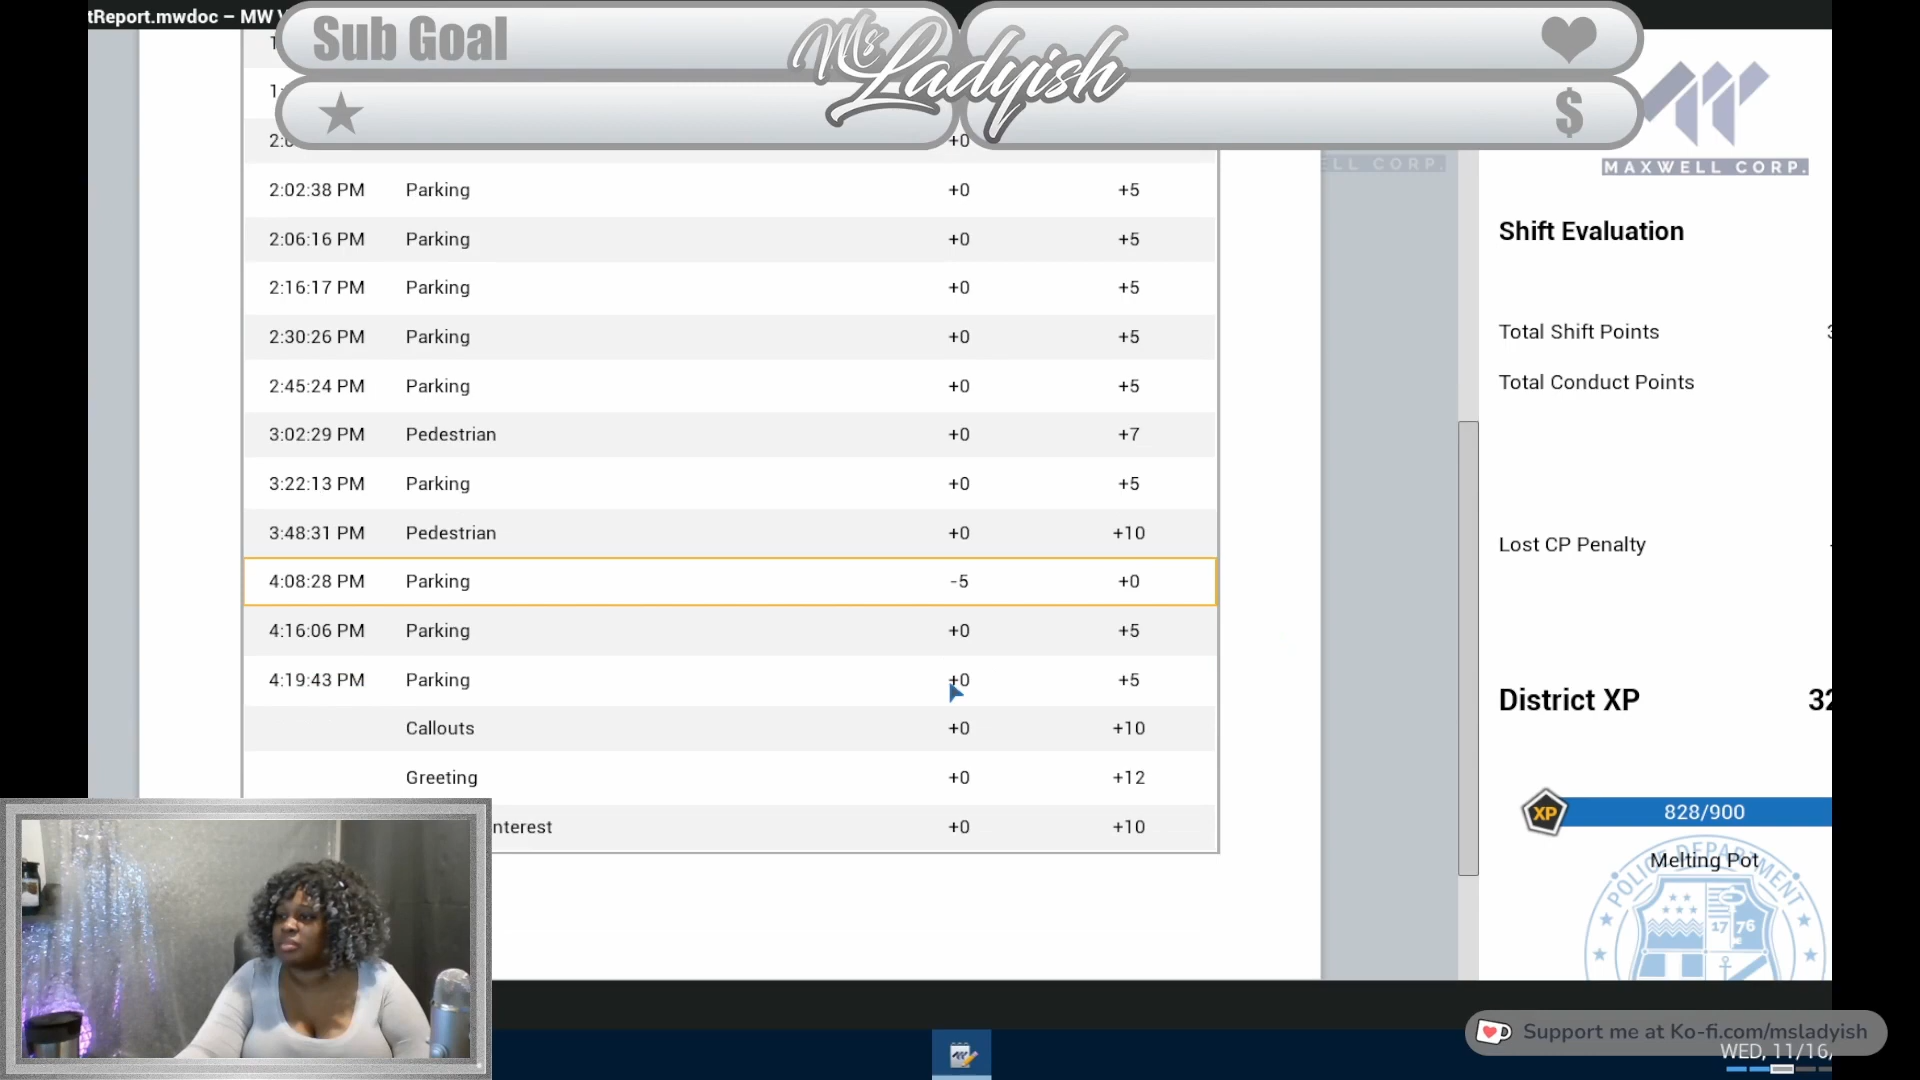 tReport.mwdoc – MW
Sub Goal
Ms Ladyish
$
MAXWELL CORP.
ELL CORP.
+0
2:02:38 PM Parking +0 +5
2:06:16 PM Parking +0 +5
2:16:17 PM Parking +0 +5
2:30:26 PM Parking +0 +5
2:45:24 PM Parking +0 +5
3:02:29 PM Pedestrian +0 +7
3:22:13 PM Parking +0 +5
3:48:31 PM Pedestrian +0 +10
4:08:28 PM Parking -5 +0
4:16:06 PM Parking +0 +5
4:19:43 PM Parking +0 +5
Callouts +0 +10
Greeting +0 +12
nterest +0 +10
Shift Evaluation
Total Shift Points
Total Conduct Points
Lost CP Penalty
District XP 32
XP 828/900
Melting Pot
POLICE DEPARTMENT
1776
Support me at Ko-fi.com/msladyish
WED, 11/16/